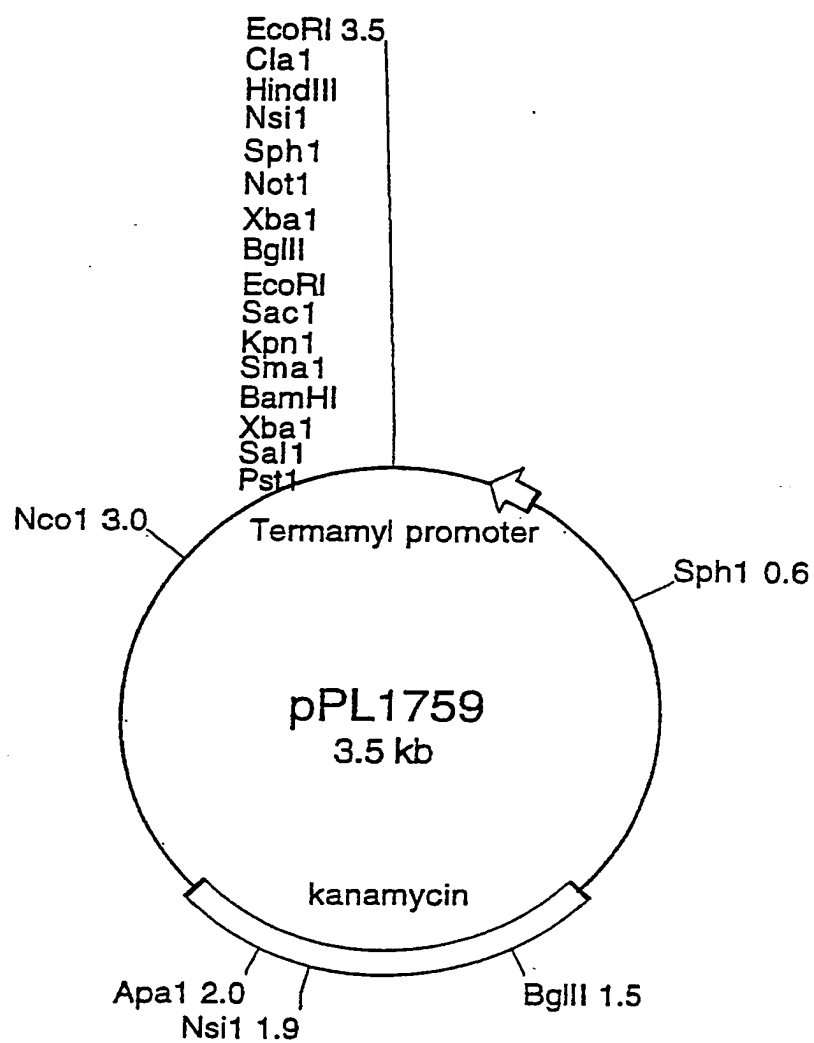 EcoRI 3.5
Cla1
HindIII
Nsi1
Sph1
Not1
Xba1
BglII
EcoRI
Sac1
Kpn1
Sma1
BamHI
Xba1
Sal1
Pst1
Nco1 3.0
Termamyl promoter
Sph1 0.6
pPL1759
3.5 kb
kanamycin
Apa1 2.0
Nsi1 1.9
BglII 1.5